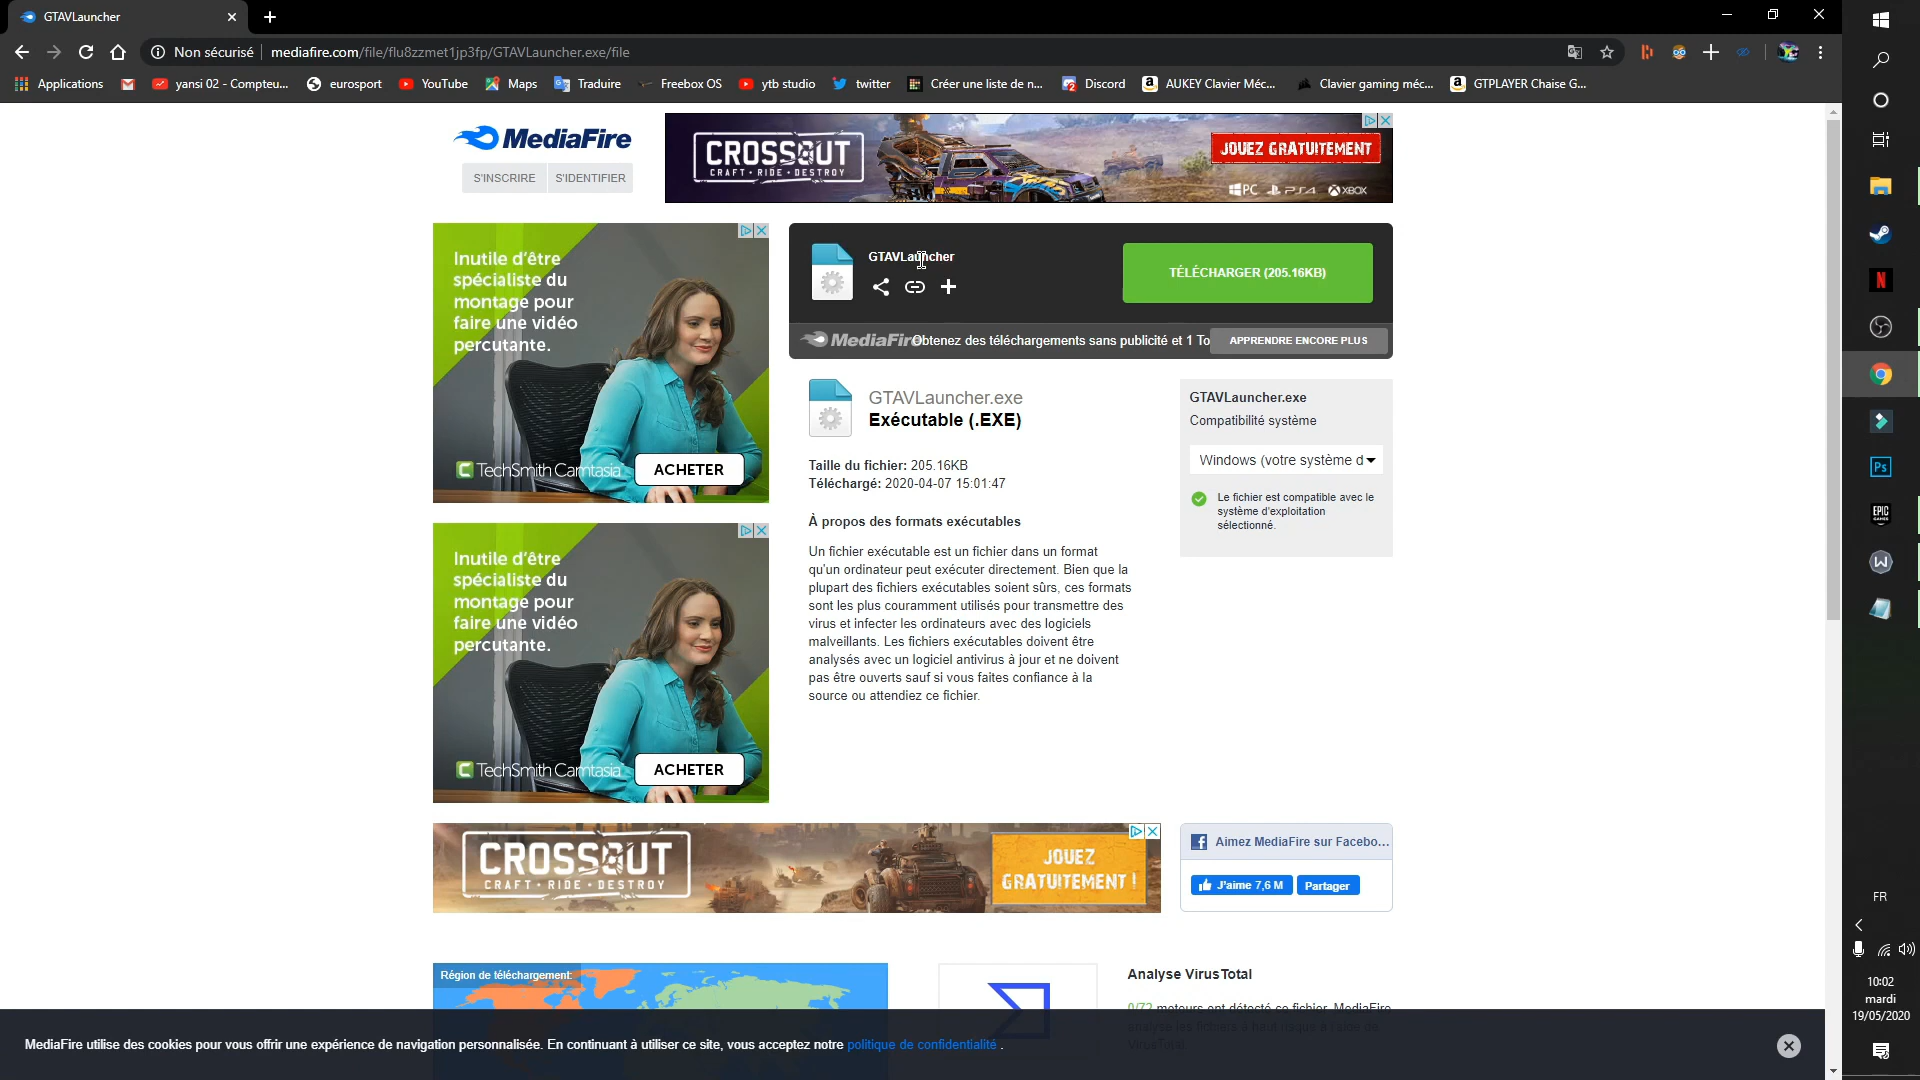 GTAVLauncher
Non sécurisé mediafire.com/file/flu8zzmet1jp3fp/GTAVLauncher.exe/file
Applications yansi 02 - Compteu... eurosport YouTube Maps Traduire Freebox OS ytb studio twitter Créer une liste de n... Discord AUKEY Clavier Méc... Clavier gaming méc... GTPLAYER Chaise G...
MediaFire
S'INSCRIRE S'IDENTIFIER
CROSSOUT
CRAFT • RIDE • DESTROY
JOUEZ GRATUITEMENT
PC PS4 XBOX
Inutile d'être
spécialiste du
montage pour
faire une vidéo
percutante.
TechSmith Camtasia ACHETER
GTAVLauncher
TÉLÉCHARGER (205.16KB)
MediaFire Obtenez des téléchargements sans publicité et 1 To APPRENDRE ENCORE PLUS
GTAVLauncher.exe
Exécutable (.EXE)
Taille du fichier: 205.16KB
Téléchargé: 2020-04-07 15:01:47
À propos des formats exécutables
Un fichier exécutable est un fichier dans un format
qu'un ordinateur peut exécuter directement. Bien que la
plupart des fichiers exécutables soient sûrs, ces formats
sont les plus couramment utilisés pour transmettre des
virus et infecter les ordinateurs avec des logiciels
malveillants. Les fichiers exécutables doivent être
analysés avec un logiciel antivirus à jour et ne doivent
pas être ouverts sauf si vous faites confiance à la
source ou attendiez ce fichier.
GTAVLauncher.exe
Compatibilité système
Windows (votre système d
Le fichier est compatible avec le
système d'exploitation
sélectionné.
Inutile d'être
spécialiste du
montage pour
faire une vidéo
percutante.
TechSmith Camtasia ACHETER
CROSSOUT
CRAFT • RIDE • DESTROY
JOUEZ
GRATUITEMENT !
Aimez MediaFire sur Facebo...
J'aime 7,6 M Partager
Région de téléchargement:
Analyse VirusTotal
0/72 moteurs ont détecté ce fichier. MediaFire
analyse les fichiers à haut risque à l'aide de
VirusTotal.
MediaFire utilise des cookies pour vous offrir une expérience de navigation personnalisée. En continuant à utiliser ce site, vous acceptez notre politique de confidentialité .
Ps
EPIC
GAMES
FR
10:02
mardi
19/05/2020